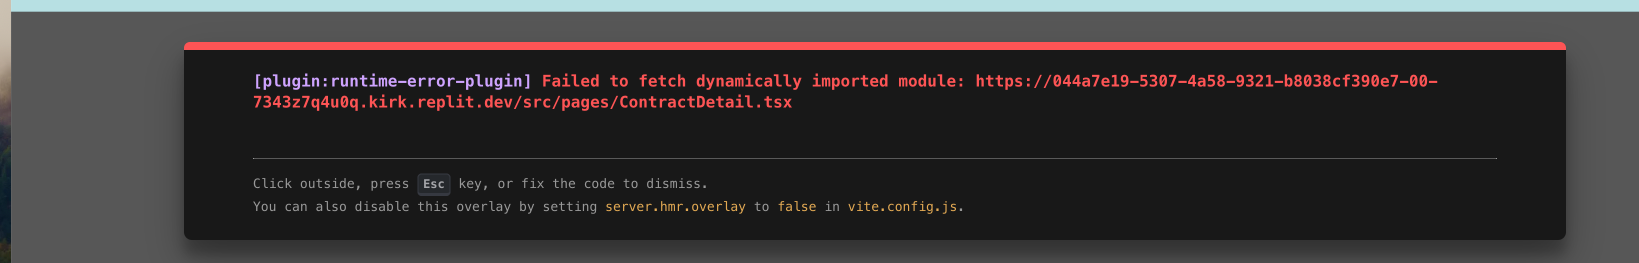 [plugin:runtime-error-plugin] Failed to fetch dynamically imported module: https://044a7e19-5307-4a58-9321-b8038cf390e7-00-
7343z7q4u0q.kirk.replit.dev/src/pages/ContractDetail.tsx
Click outside, press Esc key, or fix the code to dismiss.
You can also disable this overlay by setting server.hmr.overlay to false in vite.config.js.